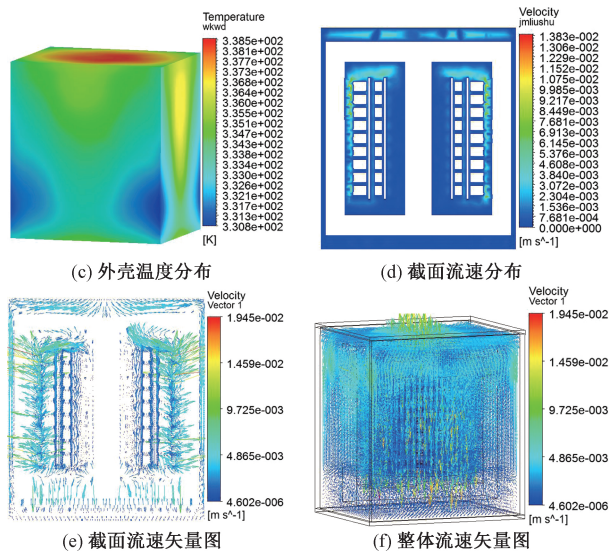 Temperature
wkwd
3.385e+002
3.381e+002
3.377e+002
3.373e+002
3.368e+002
3.364e+002
3.360e+002
3.356e+002
3.351e+002
3.347e+002
3.343e+002
3.338e+002
3.334e+002
3.330e+002
3.326e+002
3.321e+002
3.317e+002
3.313e+002
3.308e+002
[K]
(c) 外壳温度分布
Velocity
jmliushu
1.383e-002
1.306e-002
1.229e-002
1.152e-002
1.075e-002
9.985e-003
9.217e-003
8.449e-003
7.681e-003
6.913e-003
6.145e-003
5.376e-003
4.608e-003
3.840e-003
3.072e-003
2.304e-003
1.536e-003
7.681e-004
0.000e+000
[m s^-1]
(d) 截面流速分布
Velocity
Vector 1
1.945e-002
1.459e-002
9.725e-003
4.865e-003
4.602e-006
[m s^-1]
(e) 截面流速矢量图
Velocity
Vector 1
1.945e-002
1.459e-002
9.725e-003
4.865e-003
4.602e-006
[m s^-1]
(f) 整体流速矢量图